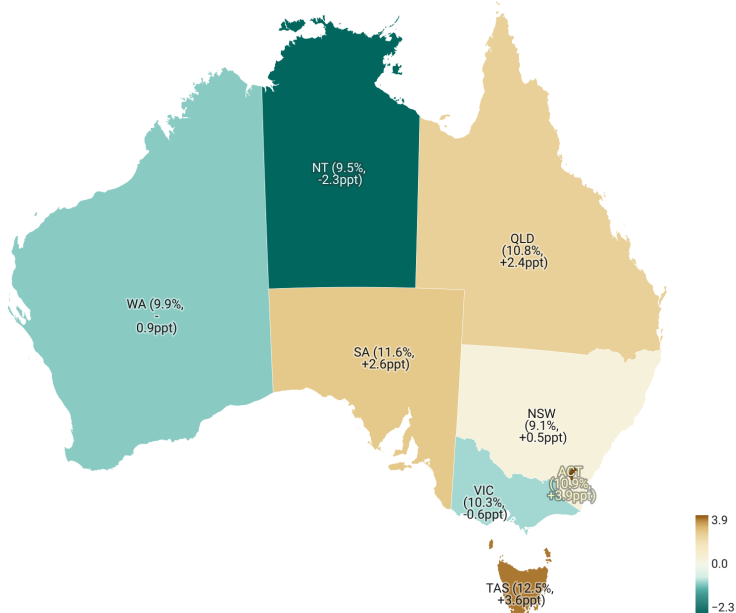 NT (9.5%,
-2.3ppt)
QLD
(10.8%,
+2.4ppt)
WA (9.9%,
-
0.9ppt)
SA (11.6%,
+2.6ppt)
NSW
(9.1%,
+0.5ppt)
ACT
(10.9%,
+3.9ppt)
VIC
(10.3%,
-0.6ppt)
TAS (12.5%,
+3.6ppt)
3.9
0.0
−2.3